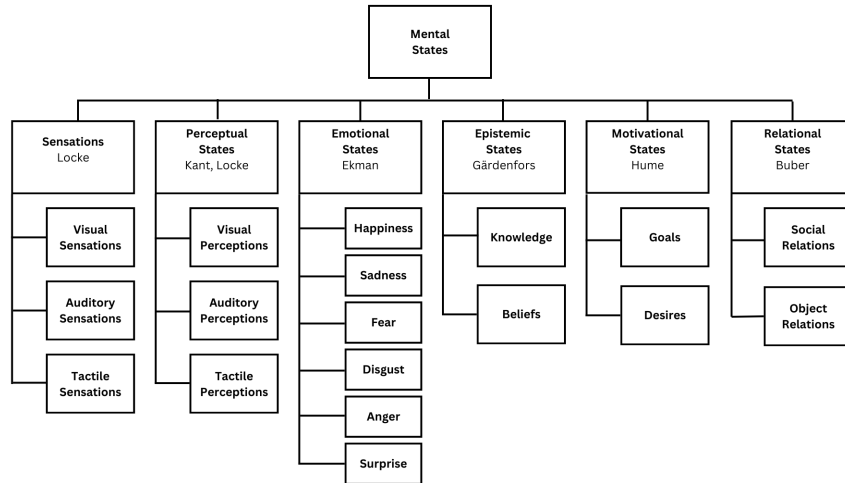 Mental
States
Sensations
Locke
Perceptual
States
Kant, Locke
Emotional
States
Ekman
Epistemic
States
Gärdenfors
Motivational
States
Hume
Relational
States
Buber
Visual
Sensations
Auditory
Sensations
Tactile
Sensations
Visual
Perceptions
Auditory
Perceptions
Tactile
Perceptions
Happiness
Sadness
Fear
Disgust
Anger
Surprise
Knowledge
Beliefs
Goals
Desires
Social
Relations
Object
Relations